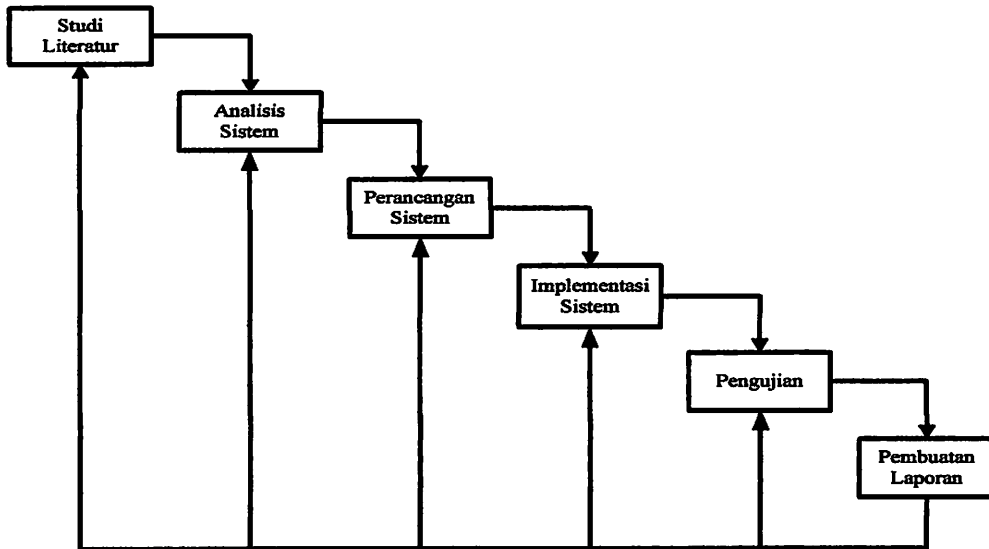 Studi
Literatur
Analisis
Sistem
Perancangan
Sistem
Implementasi
Sistem
Pengujian
Pembuatan
Laporan